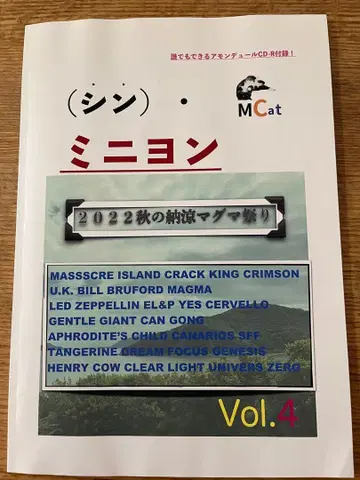 誰でもできるアモンデュールCD-R付録！
（シン）・
MCat
ミニヨン
２０２２秋の納涼マグマ祭り
MASSSCRE ISLAND CRACK KING CRIMSON
U.K. BILL BRUFORD MAGMA
LED ZEPPELIN EL&P YES CERVELLO
GENTLE GIANT CAN GONG
APHRODITE'S CHILD CANARIOS SFF
TANGERINE DREAM FOCUS GENESIS
HENRY COW CLEAR LIGHT UNIVERS ZERO
Vol.4